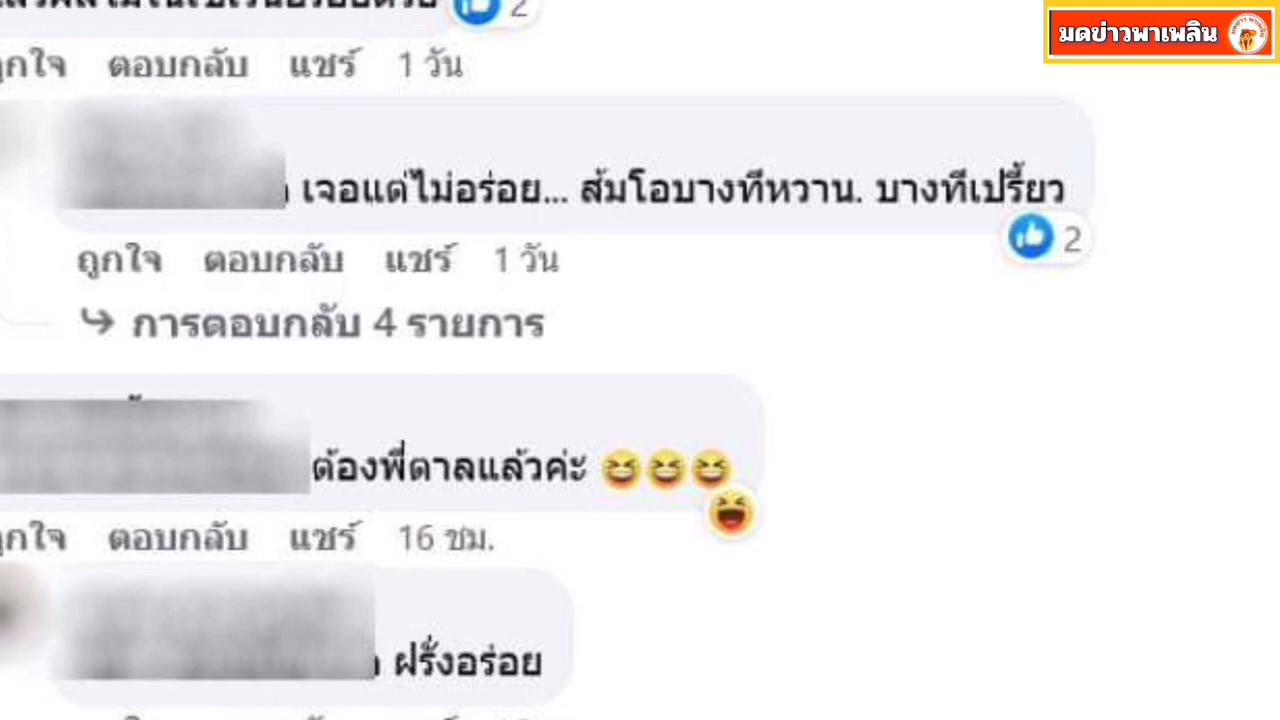 มดข่าวพาเพลิน
2
ถูกใจ ตอบกลับ แชร์ 1 วัน
เจอแต่ไม่อร่อย... ส้มโอบางทีหวาน. บางทีเปรี้ยว
2
ถูกใจ ตอบกลับ แชร์ 1 วัน
การตอบกลับ 4 รายการ
ต้องพี่ตาลแล้วค่ะ 😆😆😆
ถูกใจ ตอบกลับ แชร์ 16 ชม.
ฝรั่งอร่อย